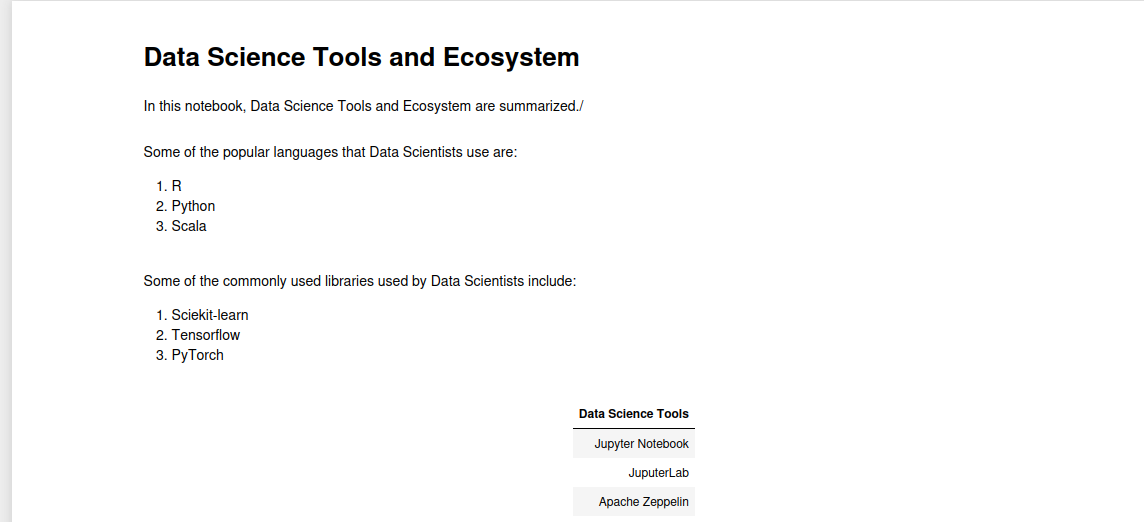 Data Science Tools and Ecosystem
In this notebook, Data Science Tools and Ecosystem are summarized./
Some of the popular languages that Data Scientists use are:
1. R
2. Python
3. Scala
Some of the commonly used libraries used by Data Scientists include:
1. Sciekit-learn
2. Tensorflow
3. PyTorch
Data Science Tools
Jupyter Notebook
JuputerLab
Apache Zeppelin